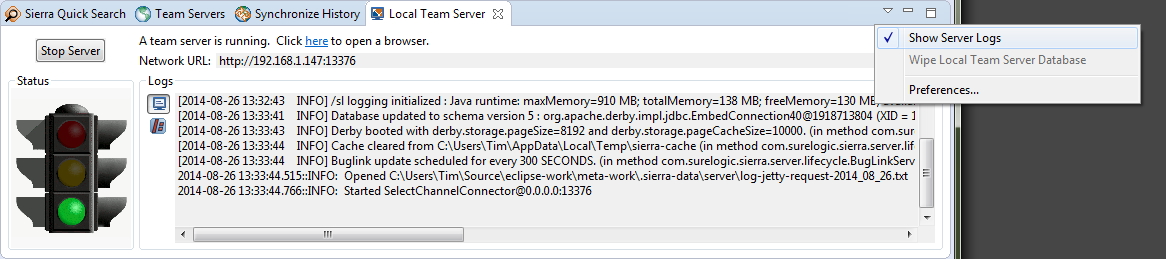 Sierra Quick Search Team Servers Synchronize History Local Team Server
Stop Server
A team server is running. Click here to open a browser.
Network URL: http://192.168.1.147:13376
Show Server Logs
Wipe Local Team Server Database
Preferences...
Status
Logs
[2014-08-26 13:32:43 INFO] /sl logging initialized : Java runtime: maxMemory=910 MB; totalMemory=138 MB; freeMemory=130 MB;
[2014-08-26 13:33:41 INFO] Database updated to schema version 5 : org.apache.derby.impl.jdbc.EmbedConnection40@1918713804 (XID = 1
[2014-08-26 13:33:43 INFO] Derby booted with derby.storage.pageSize=8192 and derby.storage.pageCacheSize=10000. (in method com.sure
[2014-08-26 13:33:44 INFO] Cache cleared from C:\Users\Tim\AppData\Local\Temp\sierra-cache (in method com.surelogic.sierra.server.lif
[2014-08-26 13:33:44 INFO] Buglink update scheduled for every 300 SECONDS. (in method com.surelogic.sierra.server.lifecycle.BugLinkServ
2014-08-26 13:33:44.515::INFO: Opened C:\Users\Tim\Source\eclipse-work\meta-work\.sierra-data\server\log-jetty-request-2014_08_26.txt
2014-08-26 13:33:44.766::INFO: Started SelectChannelConnector@0.0.0.0:13376